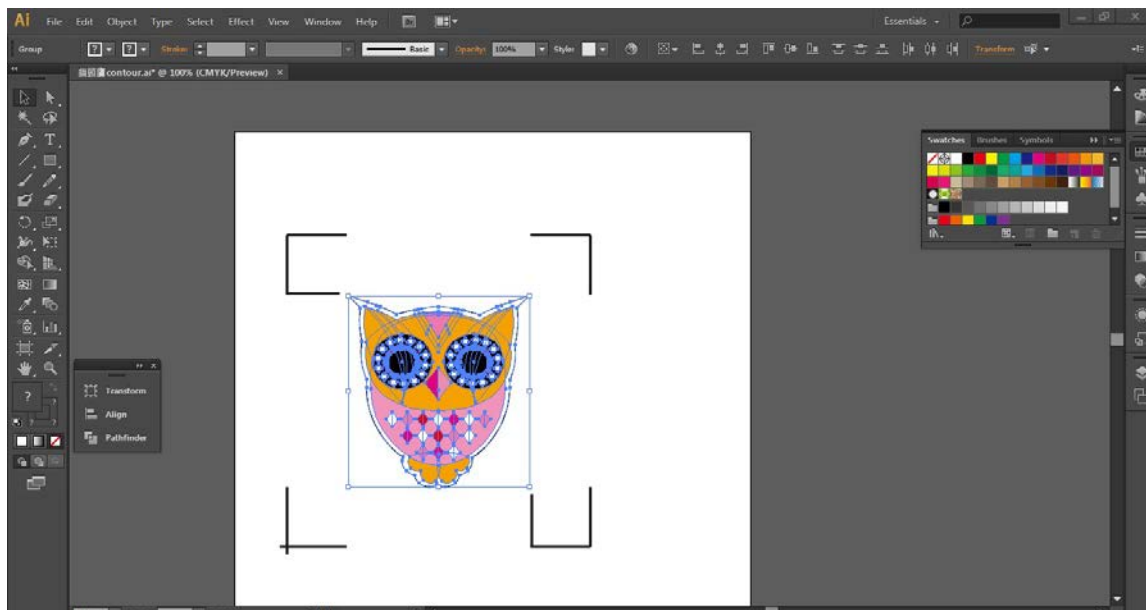 Ai File Edit Object Type Select Effect View Window Help Br Essentials
Group ? ? Stroke: Basic Opacity: 100% Style: Transform
contour.ai* @ 100% (CMYK/Preview) ×
Swatches Brushes Symbols
Transform
Align
Pathfinder
?